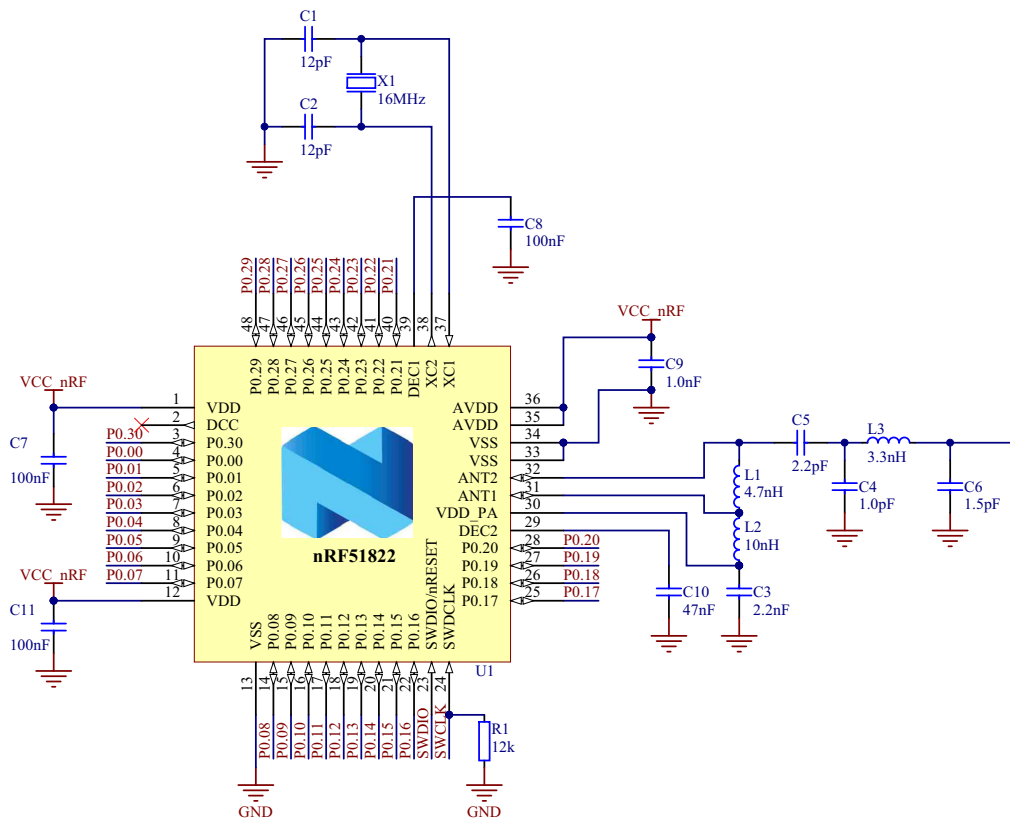 C1
12pF
X1
16MHz
C2
12pF
C8
100nF
P0.29
P0.28
P0.27
P0.26
P0.25
P0.24
P0.23
P0.22
P0.21
48
47
46
45
44
43
42
41
40
39
38
37
P0.29
P0.28
P0.27
P0.26
P0.25
P0.24
P0.23
P0.22
P0.21
DEC1
XC2
XC1
VCC_nRF
C9
1.0nF
VCC_nRF
C7
100nF
1 VDD
2 DCC
P0.30 3 P0.30
P0.00 4 P0.00
P0.01 5 P0.01
P0.02 6 P0.02
P0.03 7 P0.03
P0.04 8 P0.04
P0.05 9 P0.05
P0.06 10 P0.06
P0.07 11 P0.07
VCC_nRF
12 VDD
C11
100nF
nRF51822
AVDD 36
AVDD 35
VSS 34
VSS 33
ANT2 32
ANT1 31
VDD_PA 30
DEC2 29
P0.20 28 P0.20
P0.19 27 P0.19
P0.18 26 P0.18
P0.17 25 P0.17
C5
2.2pF
L3
3.3nH
L1
4.7nH
C4
1.0pF
C6
1.5pF
L2
10nH
C10
47nF
C3
2.2nF
VSS
P0.08
P0.09
P0.10
P0.11
P0.12
P0.13
P0.14
P0.15
P0.16
SWDIO/nRESET
SWDCLK
U1
13
14
15
16
17
18
19
20
21
22
23
24
P0.08
P0.09
P0.10
P0.11
P0.12
P0.13
P0.14
P0.15
P0.16
SWDIO
SWCLK
R1
12k
GND
GND